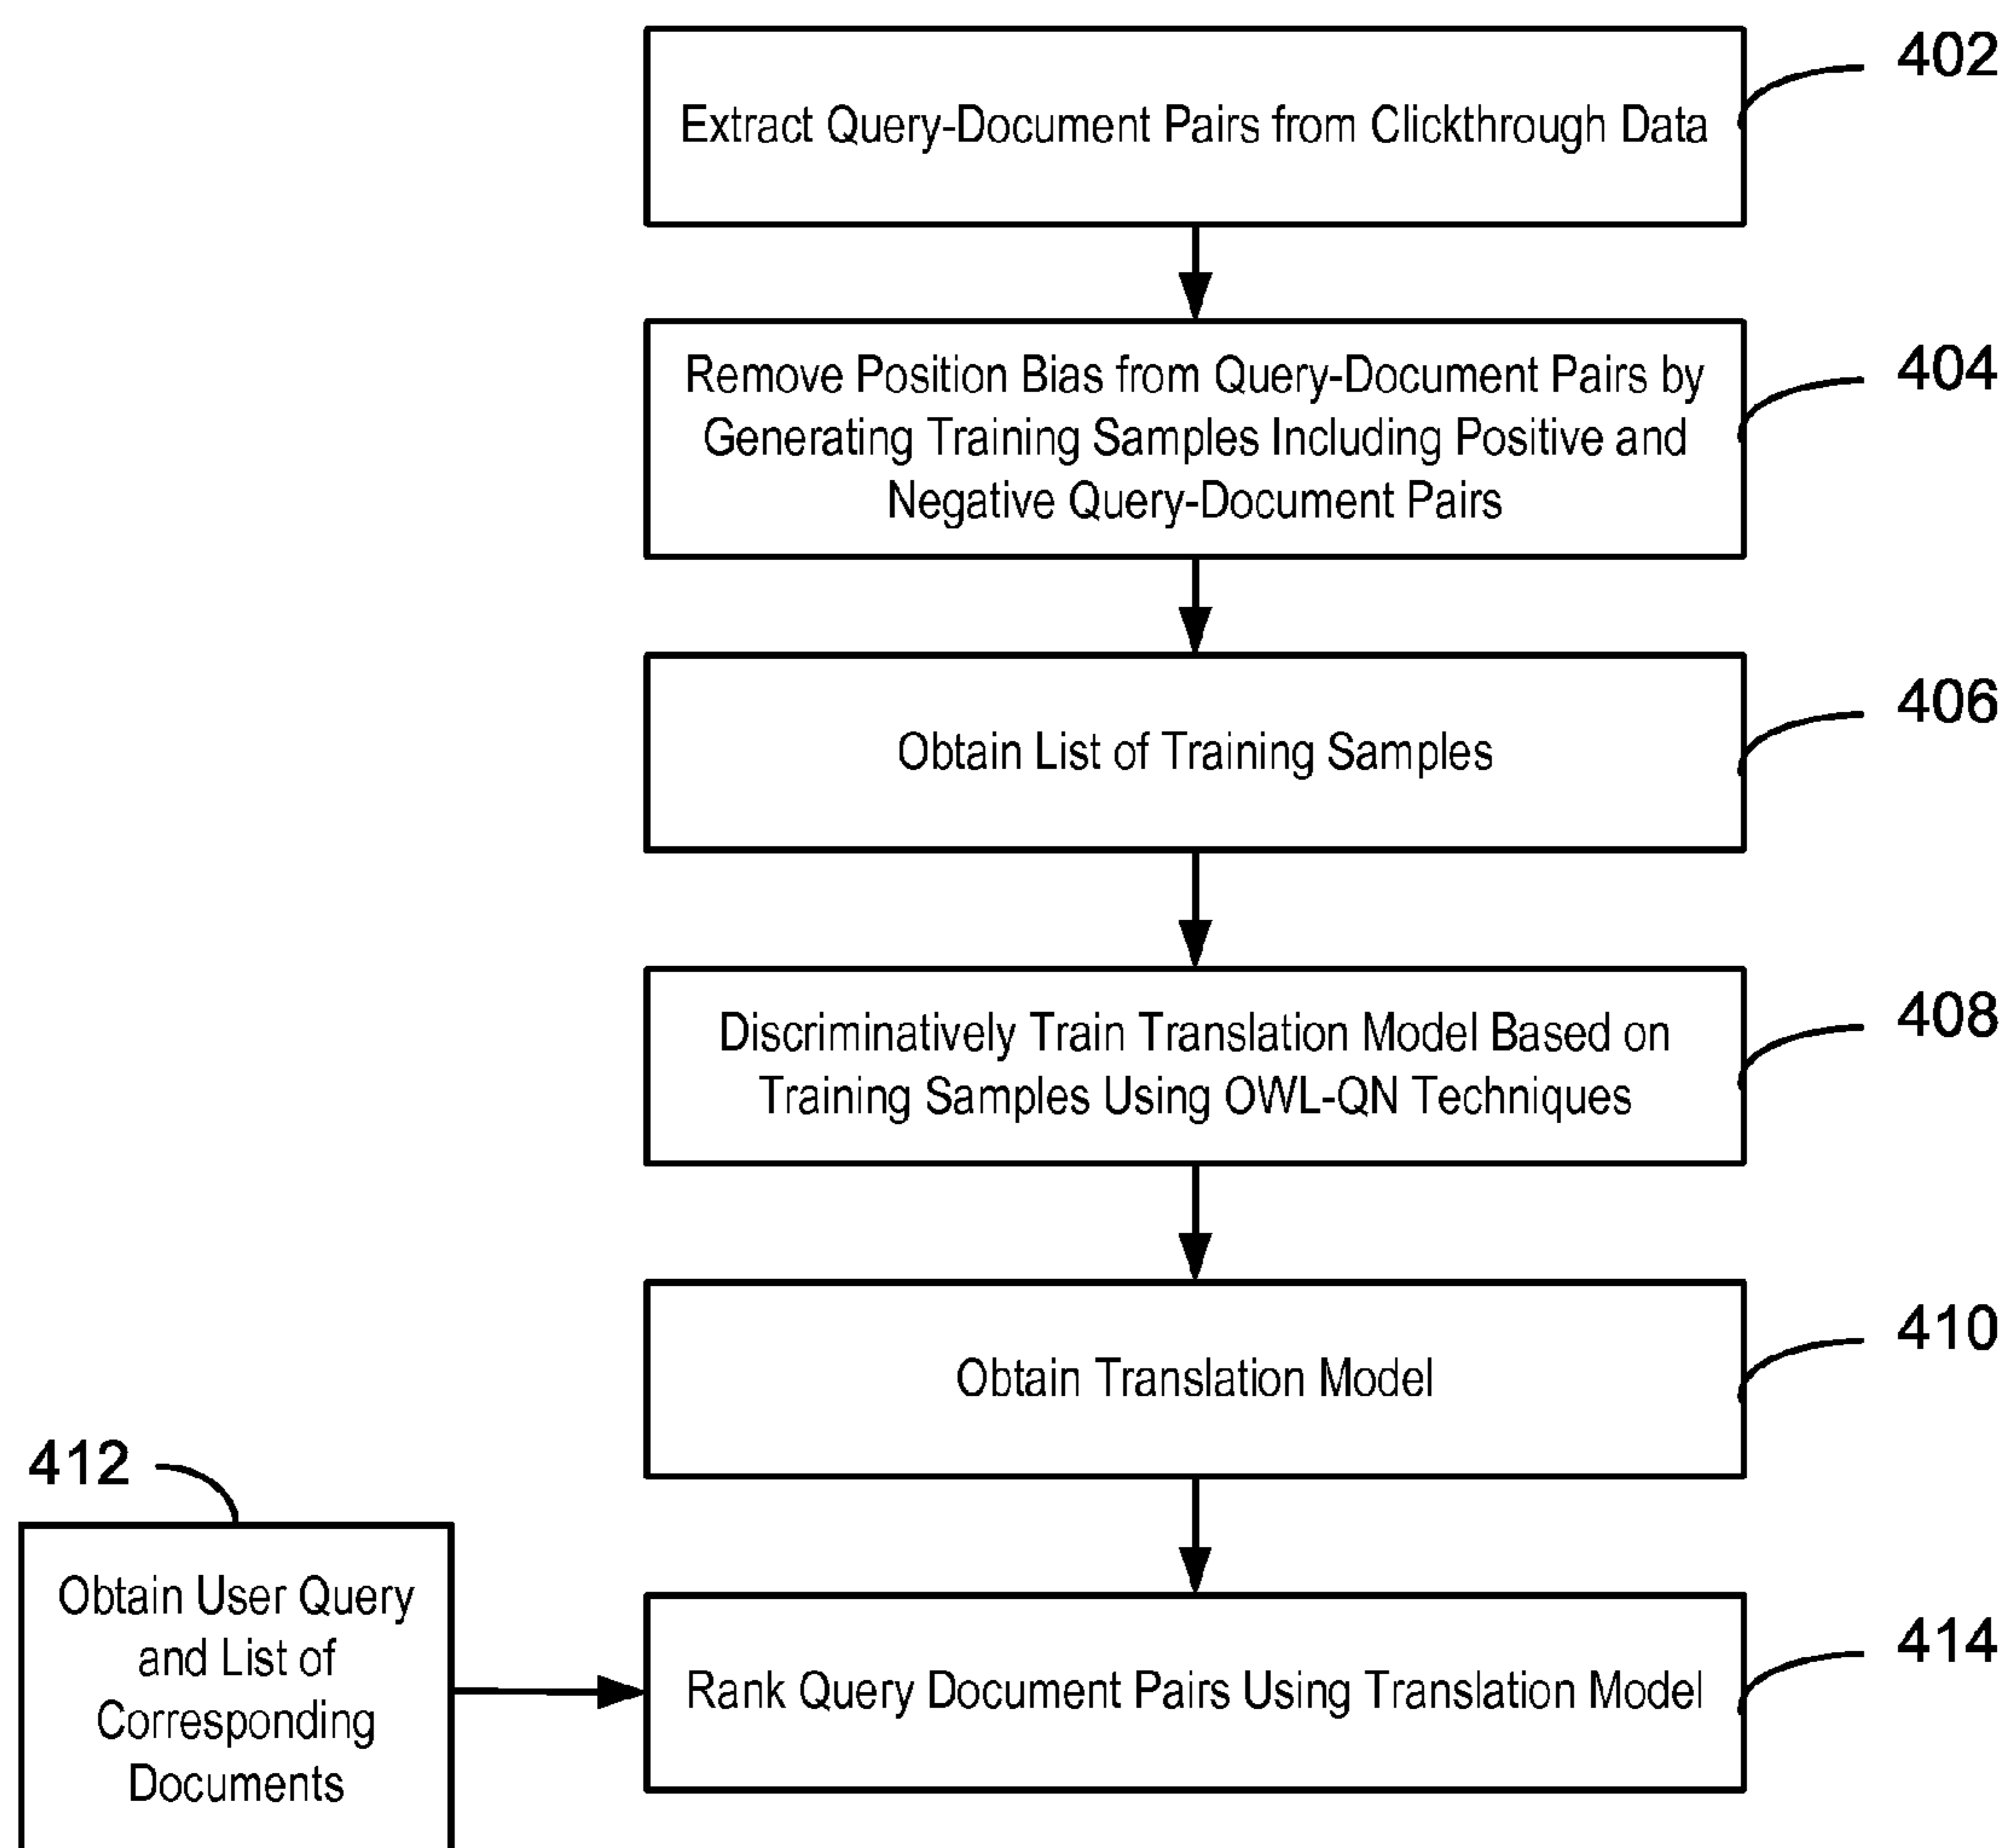 402
Extract Query-Document Pairs from Clickthrough Data
404
Remove Position Bias from Query-Document Pairs by
Generating Training Samples Including Positive and
Negative Query-Document Pairs
406
Obtain List of Training Samples
408
Discriminatively Train Translation Model Based on
Training Samples Using OWL-QN Techniques
410
Obtain Translation Model
412
Obtain User Query
and List of
Corresponding
Documents
414
Rank Query Document Pairs Using Translation Model